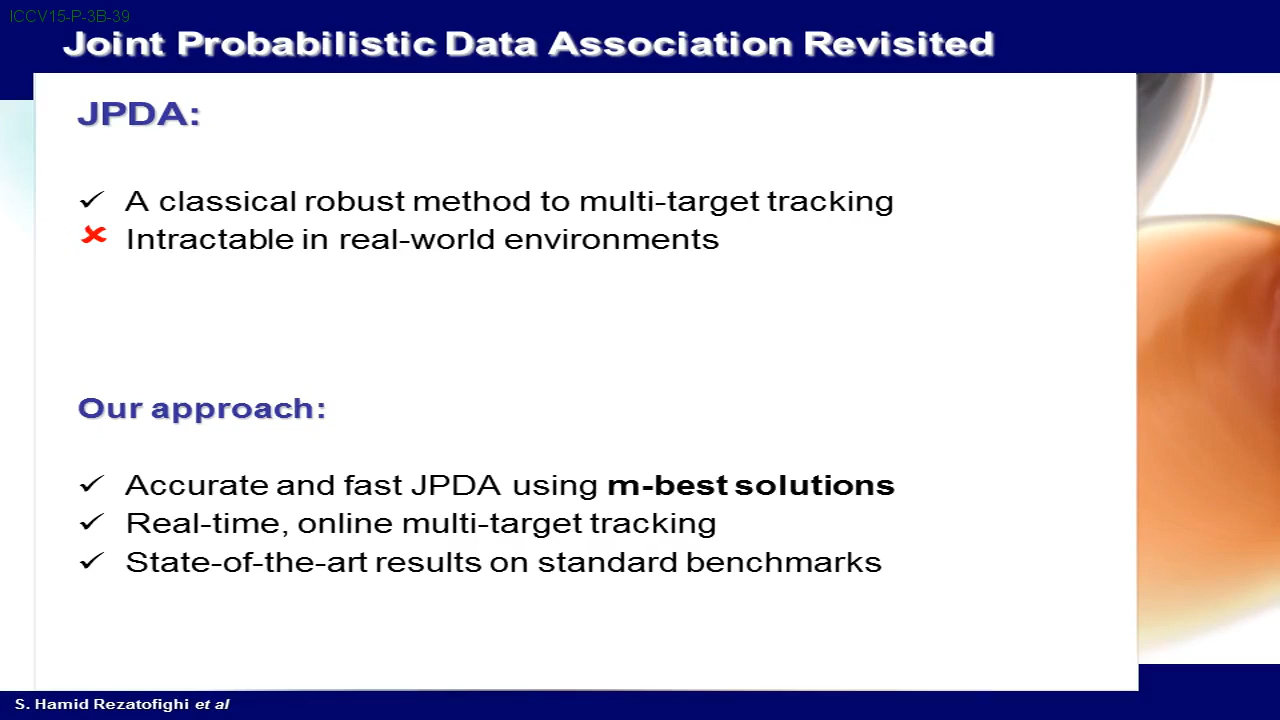 ICCV15-P-3B-39
Joint Probabilistic Data Association Revisited
JPDA:
✓ A classical robust method to multi-target tracking
✗ Intractable in real-world environments
Our approach:
✓ Accurate and fast JPDA using m-best solutions
✓ Real-time, online multi-target tracking
✓ State-of-the-art results on standard benchmarks
S. Hamid Rezatofighi et al